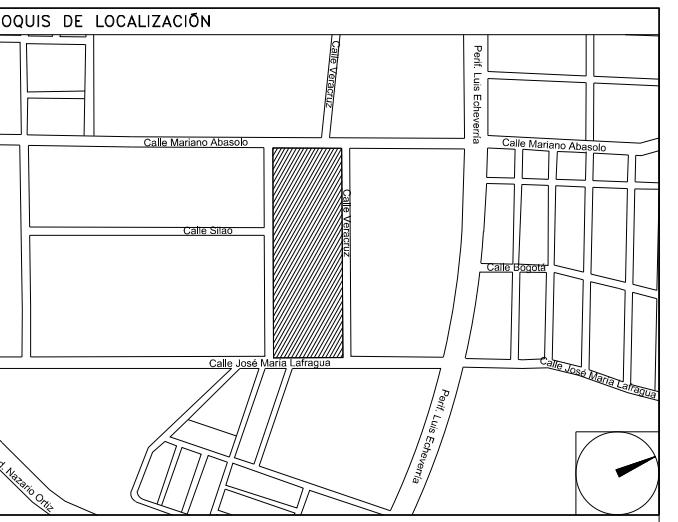 OQUIS DE LOCALIZACIÓN
Calle Veracruz
Perif. Luis Echeverría
Calle Mariano Abasolo
Calle Mariano Abasolo
Calle Silao
Calle Veracruz
Calle Bogotá
Calle José María Lafragua
Calle José María Lafragua
Perif. Luis Echeverría
d. Nazario Ortiz